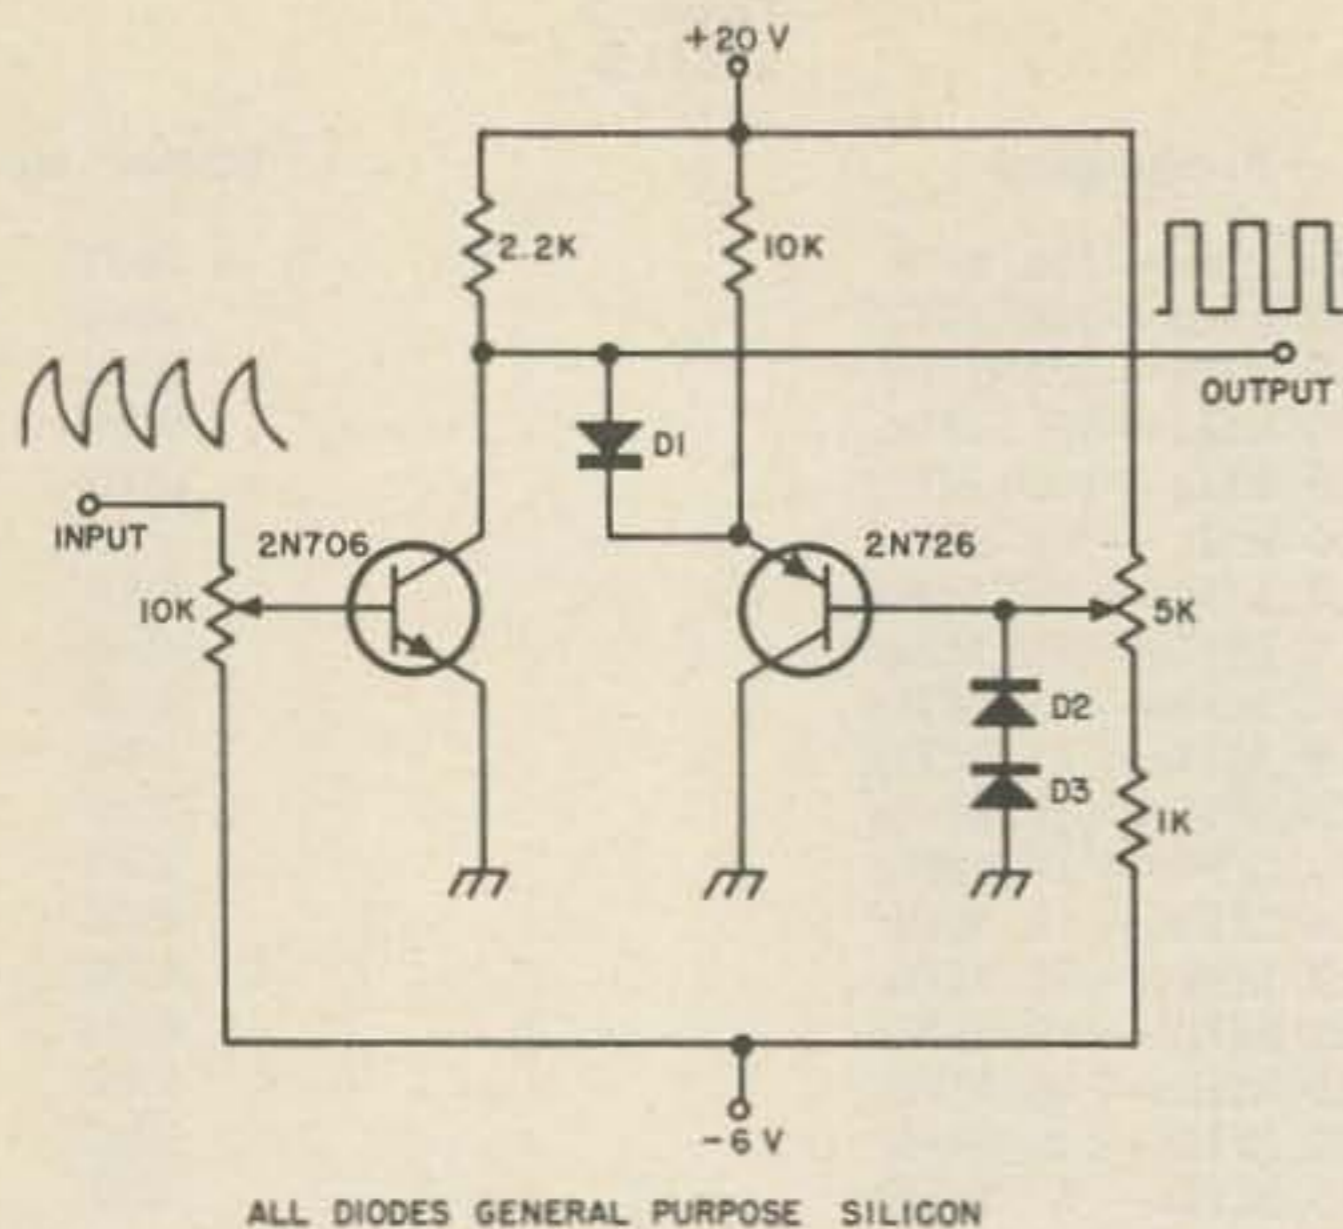 +20 V
2.2K
10K
OUTPUT
D1
INPUT
2N706
2N726
10K
5K
D2
D3
1K
-6 V
ALL DIODES GENERAL PURPOSE SILICON